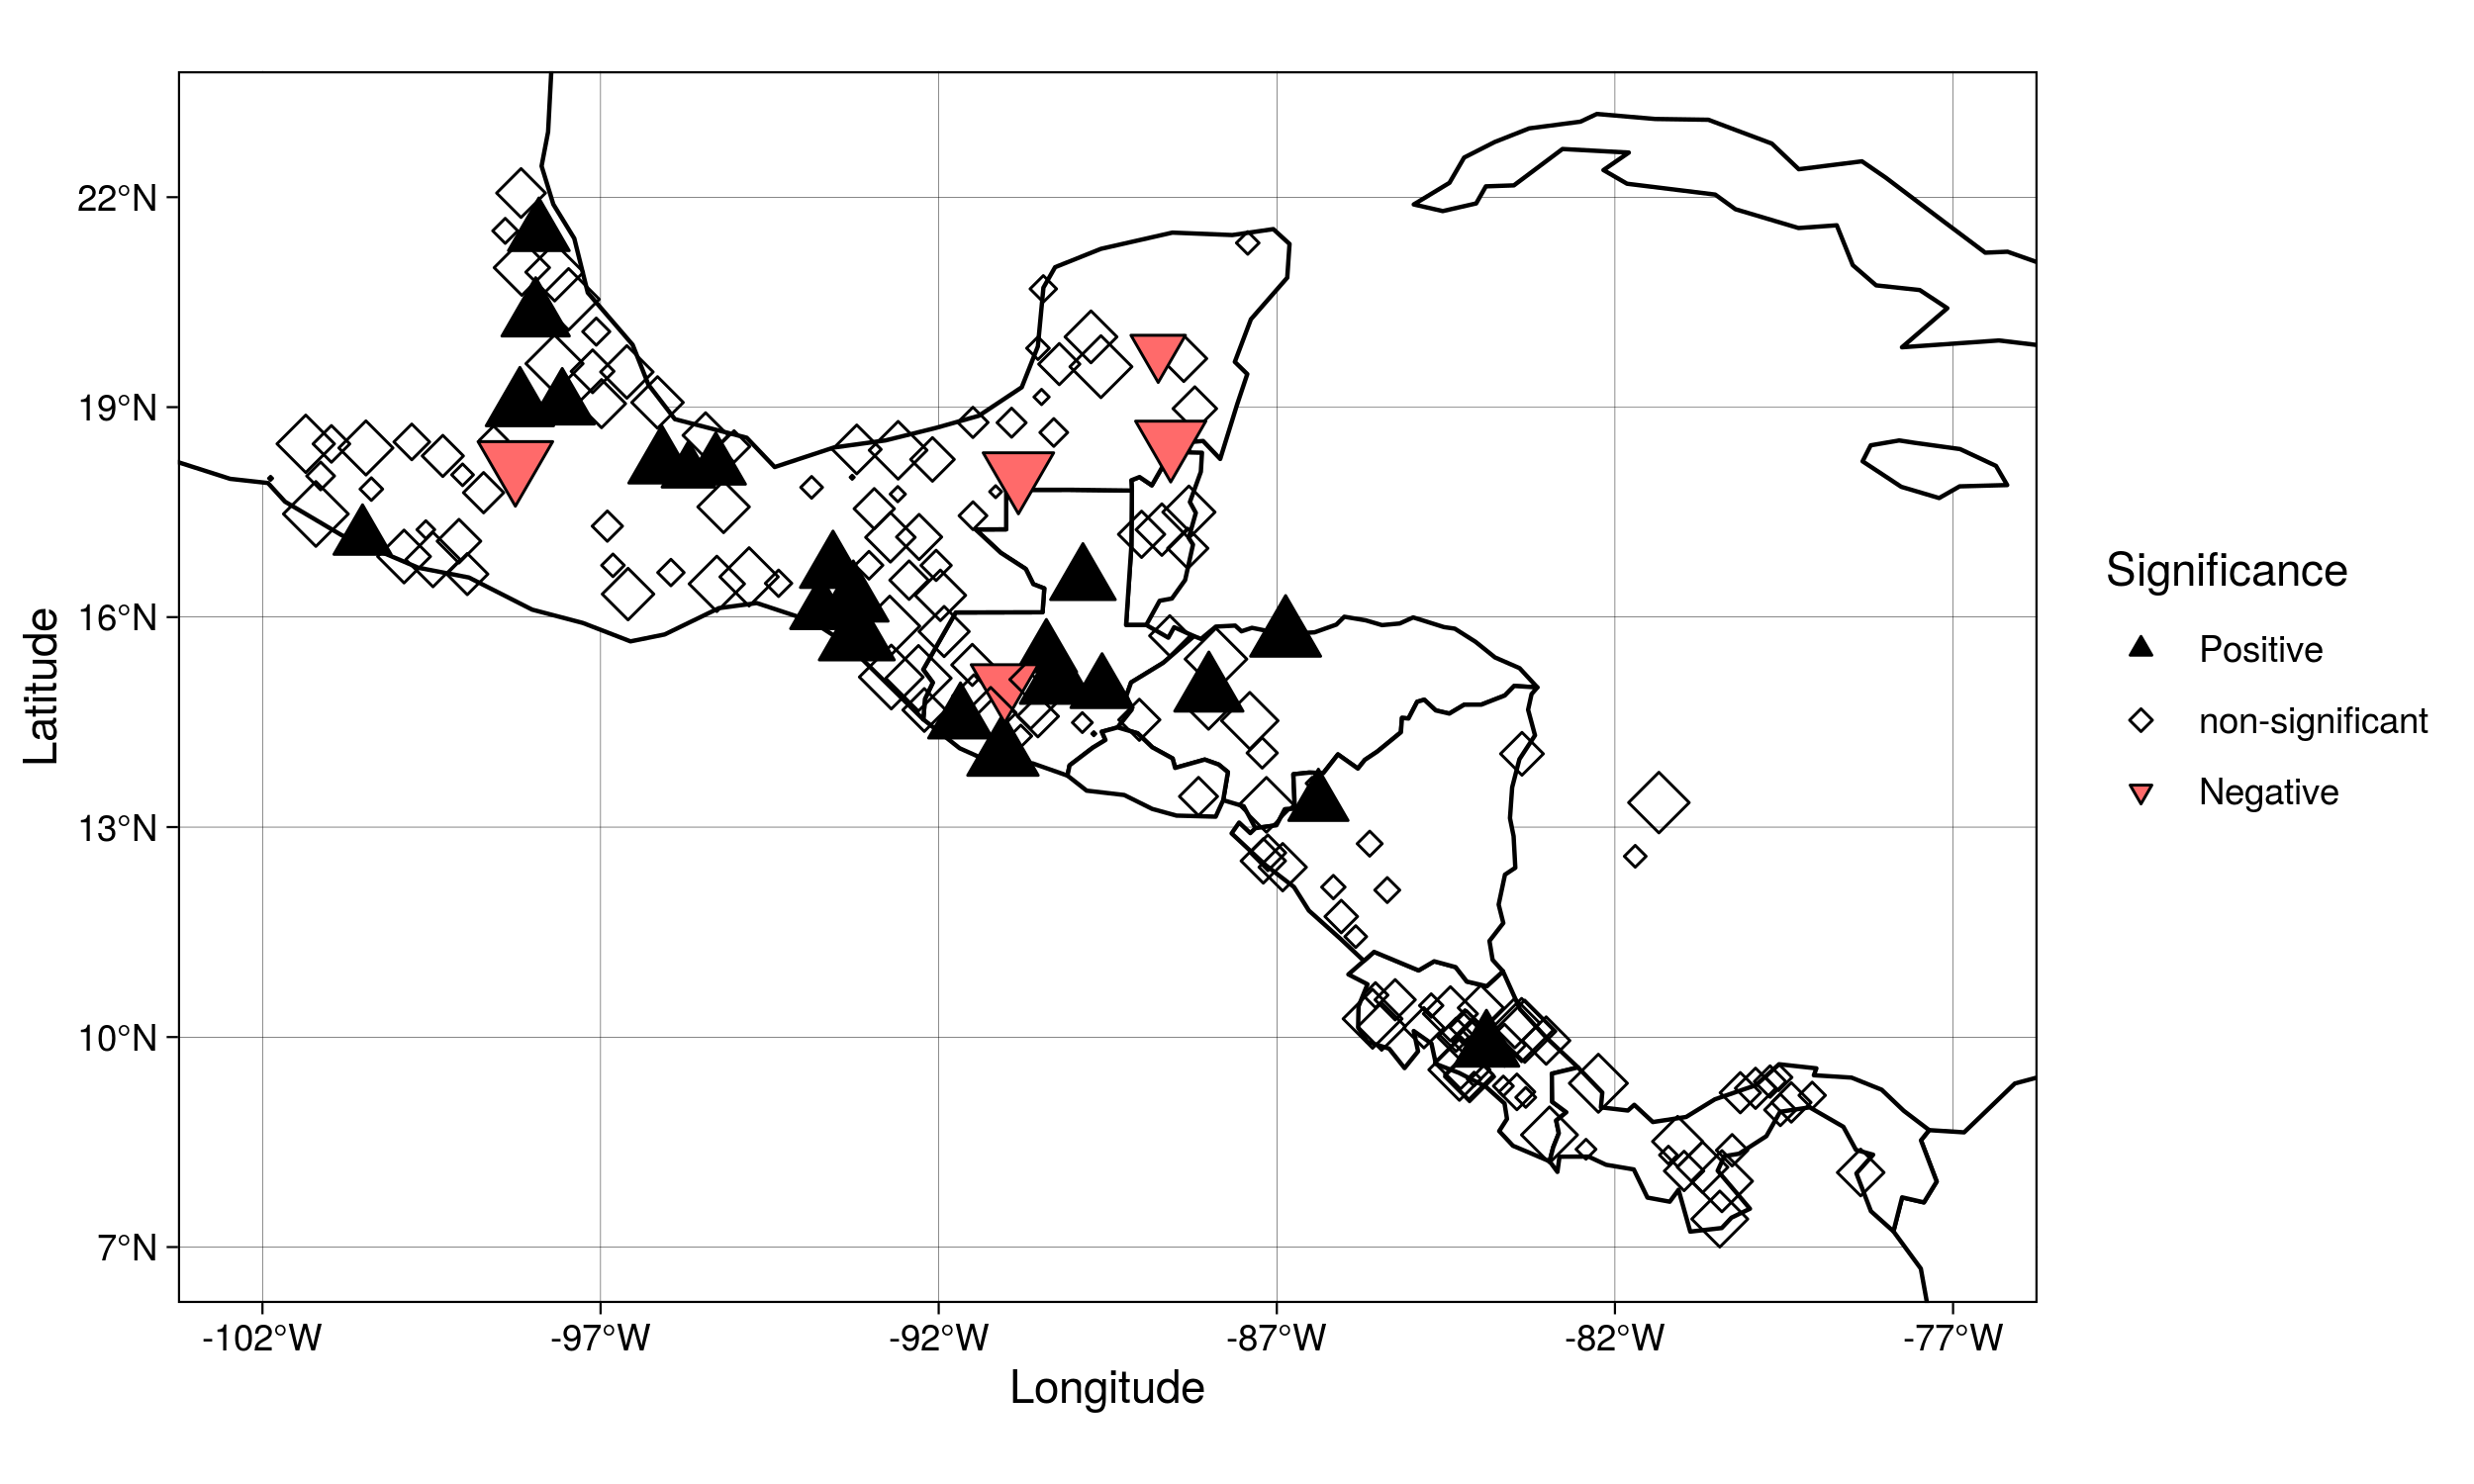 22°N
19°N
16°N
13°N
10°N
7°N
Latitude
-102°W
-97°W
-92°W
-87°W
-82°W
-77°W
Longitude
Significance
Positive
non-significant
Negative